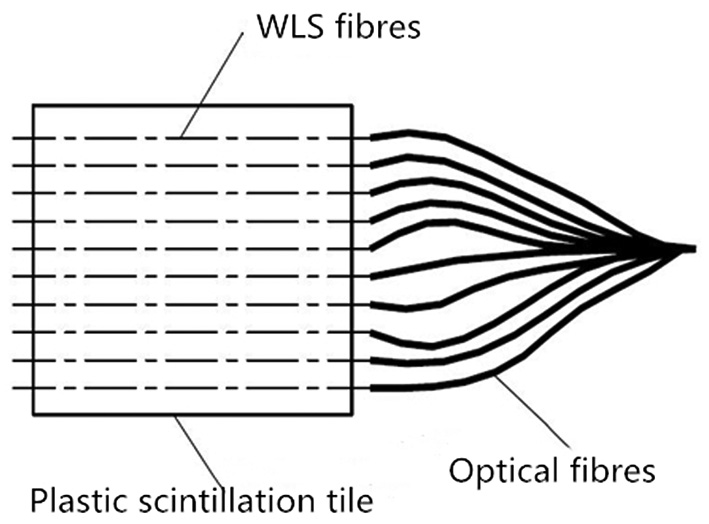 WLS fibres
Optical fibres
Plastic scintillation tile